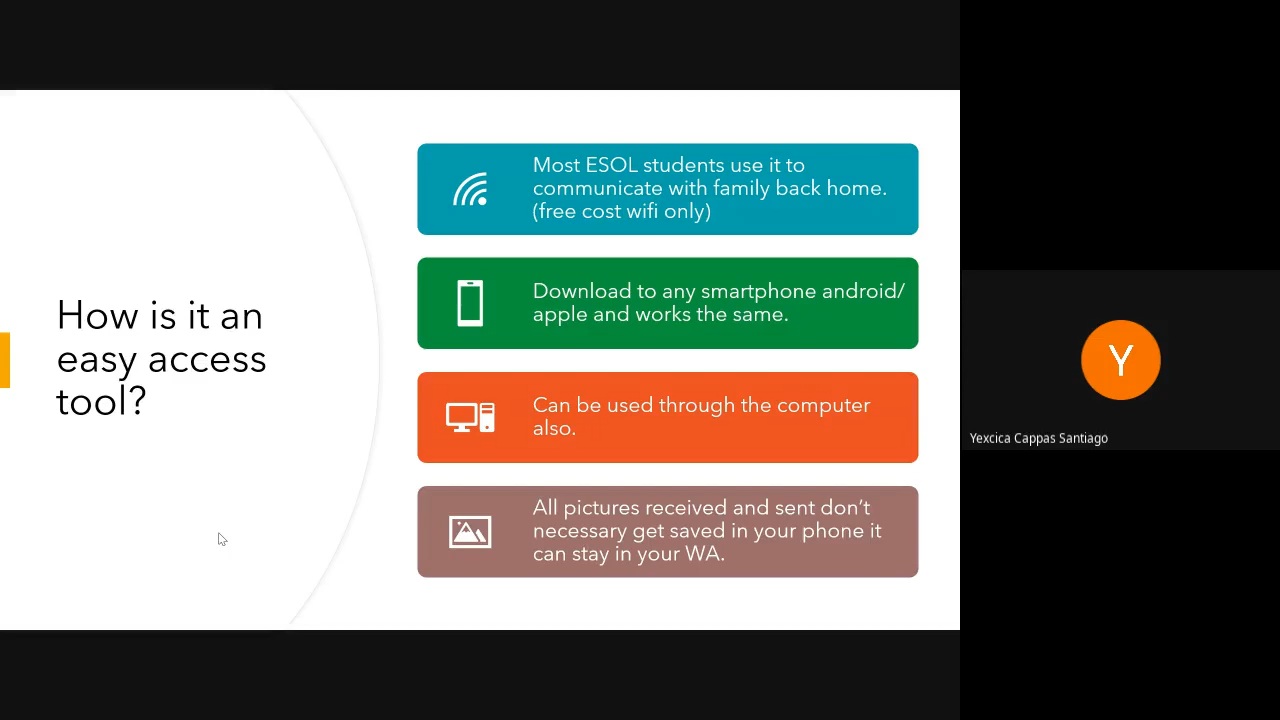 How is it an
easy access
tool?
Most ESOL students use it to
communicate with family back home.
(free cost wifi only)
Download to any smartphone android/
apple and works the same.
Can be used through the computer
also.
All pictures received and sent don't
necessary get saved in your phone it
can stay in your WA.
Y
Yexcica Cappas Santiago